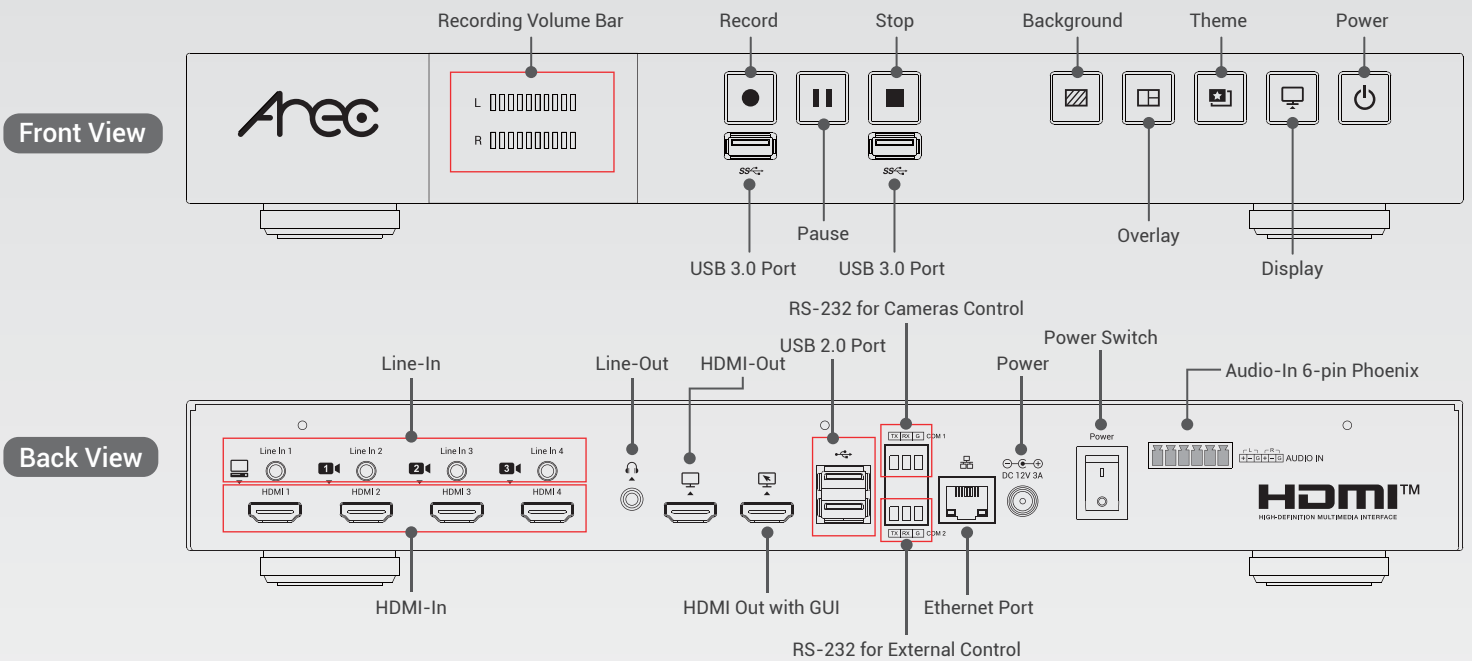 Recording Volume Bar
Record
Stop
Background
Theme
Power
Front View
Arec
L
R
SS
SS
Pause
Overlay
USB 3.0 Port
USB 3.0 Port
Display
RS-232 for Cameras Control
USB 2.0 Port
Power Switch
Line-In
Line-Out
HDMI-Out
Power
Audio-In 6-pin Phoenix
Back View
TX RX G COM 1
Power
Line In 1
Line In 2
Line In 3
Line In 4
1
2
3
L R
+ - G + - G AUDIO IN
DC 12V 3A
HDMI 1
HDMI 2
HDMI 3
HDMI 4
HDMI™
HIGH-DEFINITION MULTIMEDIA INTERFACE
TX RX G COM 2
HDMI-In
HDMI Out with GUI
Ethernet Port
RS-232 for External Control